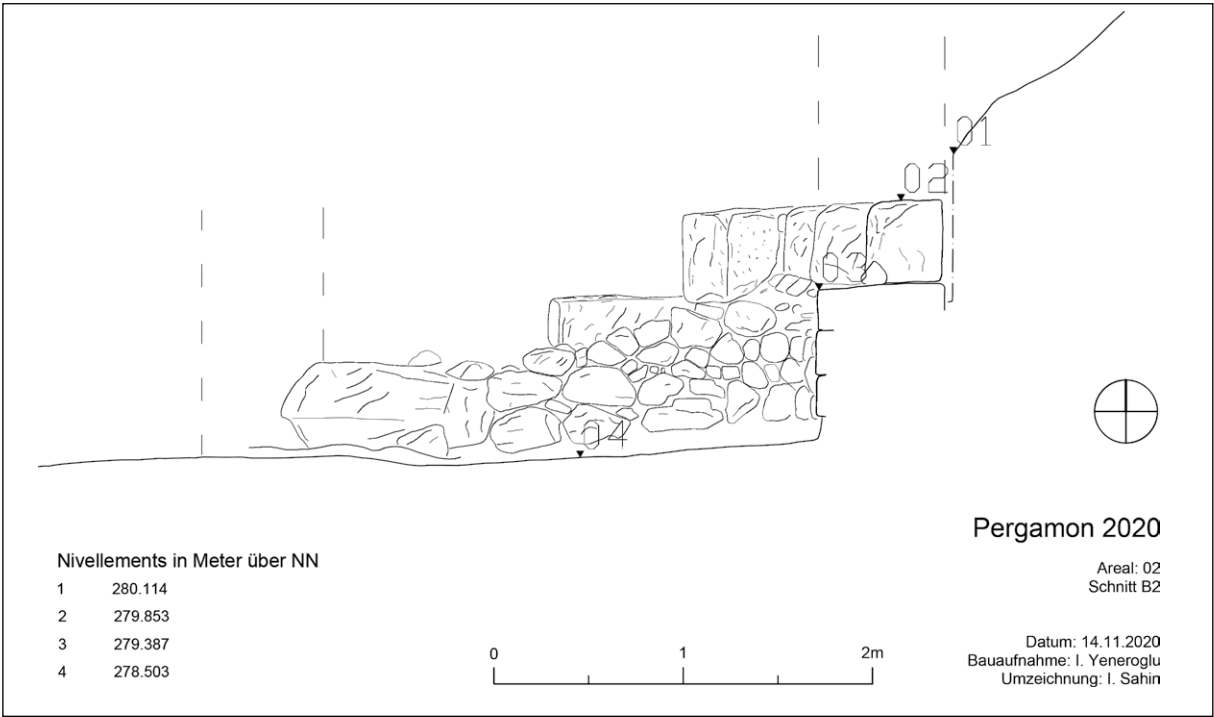 01
02
03
04
Pergamon 2020
Areal: 02
Schnitt B2
Nivellements in Meter über NN
1 280.114
2 279.853
3 279.387
4 278.503
0 1 2m
Datum: 14.11.2020
Bauaufnahme: I. Yeneroglu
Umzeichnung: I. Sahin